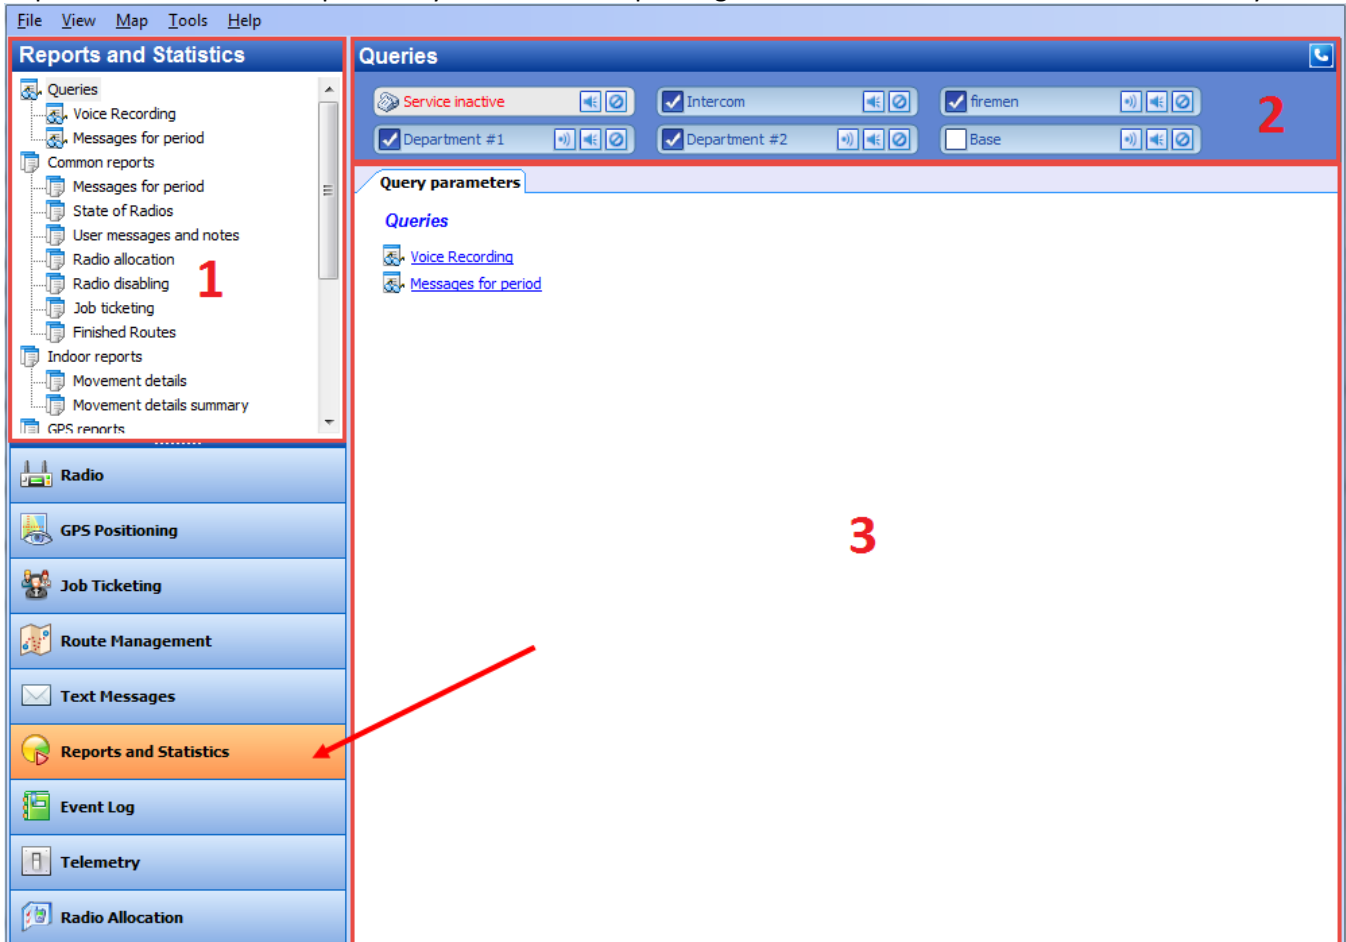 File View Map Tools Help
Reports and Statistics
Queries
Voice Recording
Messages for period
Common reports
Messages for period
State of Radios
User messages and notes
Radio allocation
Radio disabling
1
Job ticketing
Finished Routes
Indoor reports
Movement details
Movement details summary
GPS reports
Radio
GPS Positioning
Job Ticketing
Route Management
Text Messages
Reports and Statistics
Event Log
Telemetry
Radio Allocation
Queries
Service inactive Intercom firemen
2
Department #1 Department #2 Base
Query parameters
Queries
Voice Recording
Messages for period
3